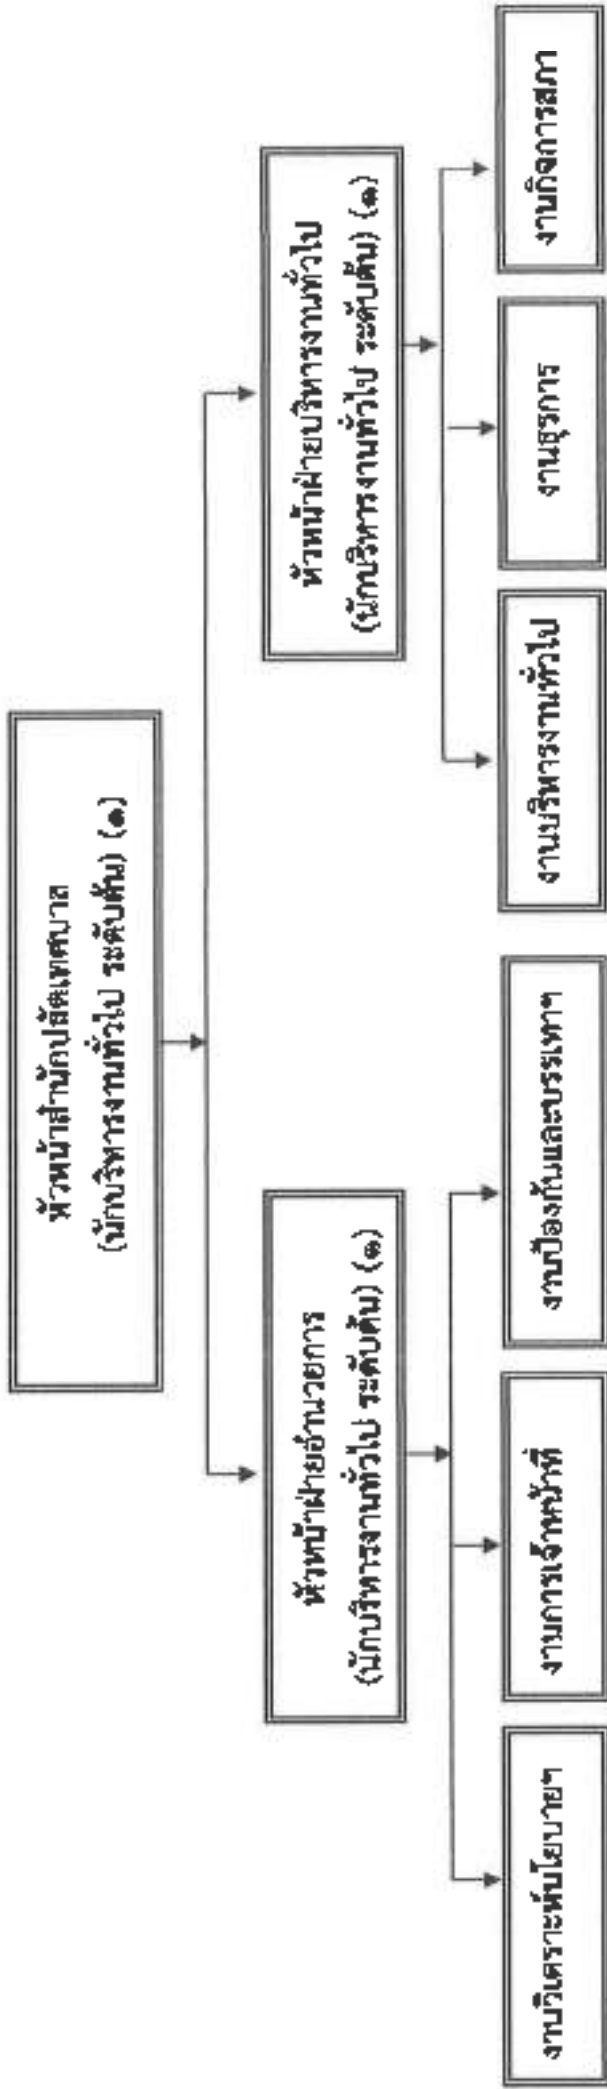 หัวหน้าสำนักปลัดเทศบาล
(นักบริหารงานทั่วไป ระดับต้น) (๑)
หัวหน้าฝ่ายอำนวยการ
(นักบริหารงานทั่วไป ระดับต้น) (๑)
หัวหน้าฝ่ายบริหารงานทั่วไป
(นักบริหารงานทั่วไป ระดับต้น) (๑)
งานวิเคราะห์นโยบายฯ
งานการเจ้าหน้าที่
งานป้องกันและบรรเทาฯ
งานบริหารงานทั่วไป
งานธุรการ
งานกิจการสภา